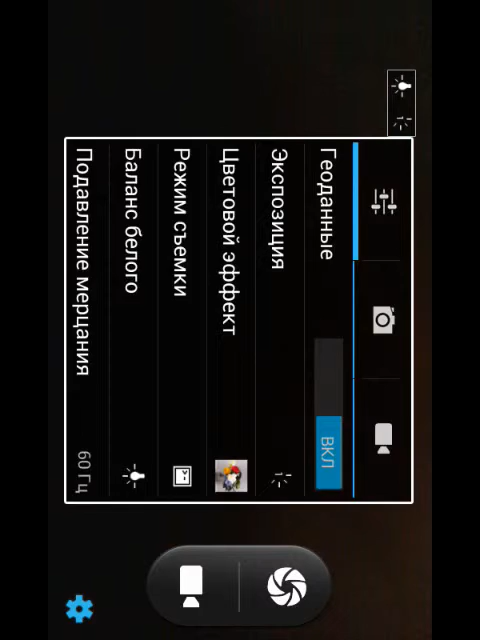 Геоданные ВКЛ
Экспозиция
Цветовой эффект
Режим съемки
Баланс белого
Подавление мерцания 60 Гц